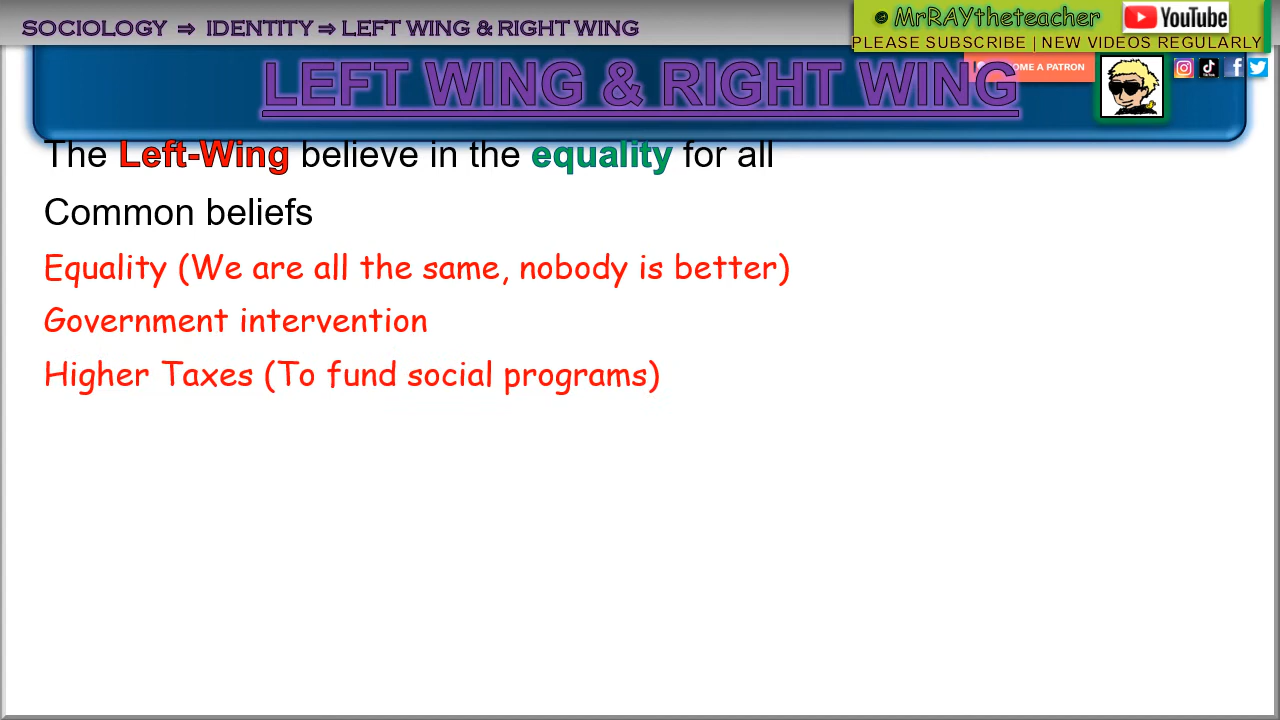 SOCIOLOGY ⇒ IDENTITY ⇒ LEFT WING & RIGHT WING
© MrRAYtheteacher
YouTube
PLEASE SUBSCRIBE | NEW VIDEOS REGULARLY
OME A PATRON
LEFT WING & RIGHT WING
The Left-Wing believe in the equality for all
Common beliefs
Equality (We are all the same, nobody is better)
Government intervention
Higher Taxes (To fund social programs)